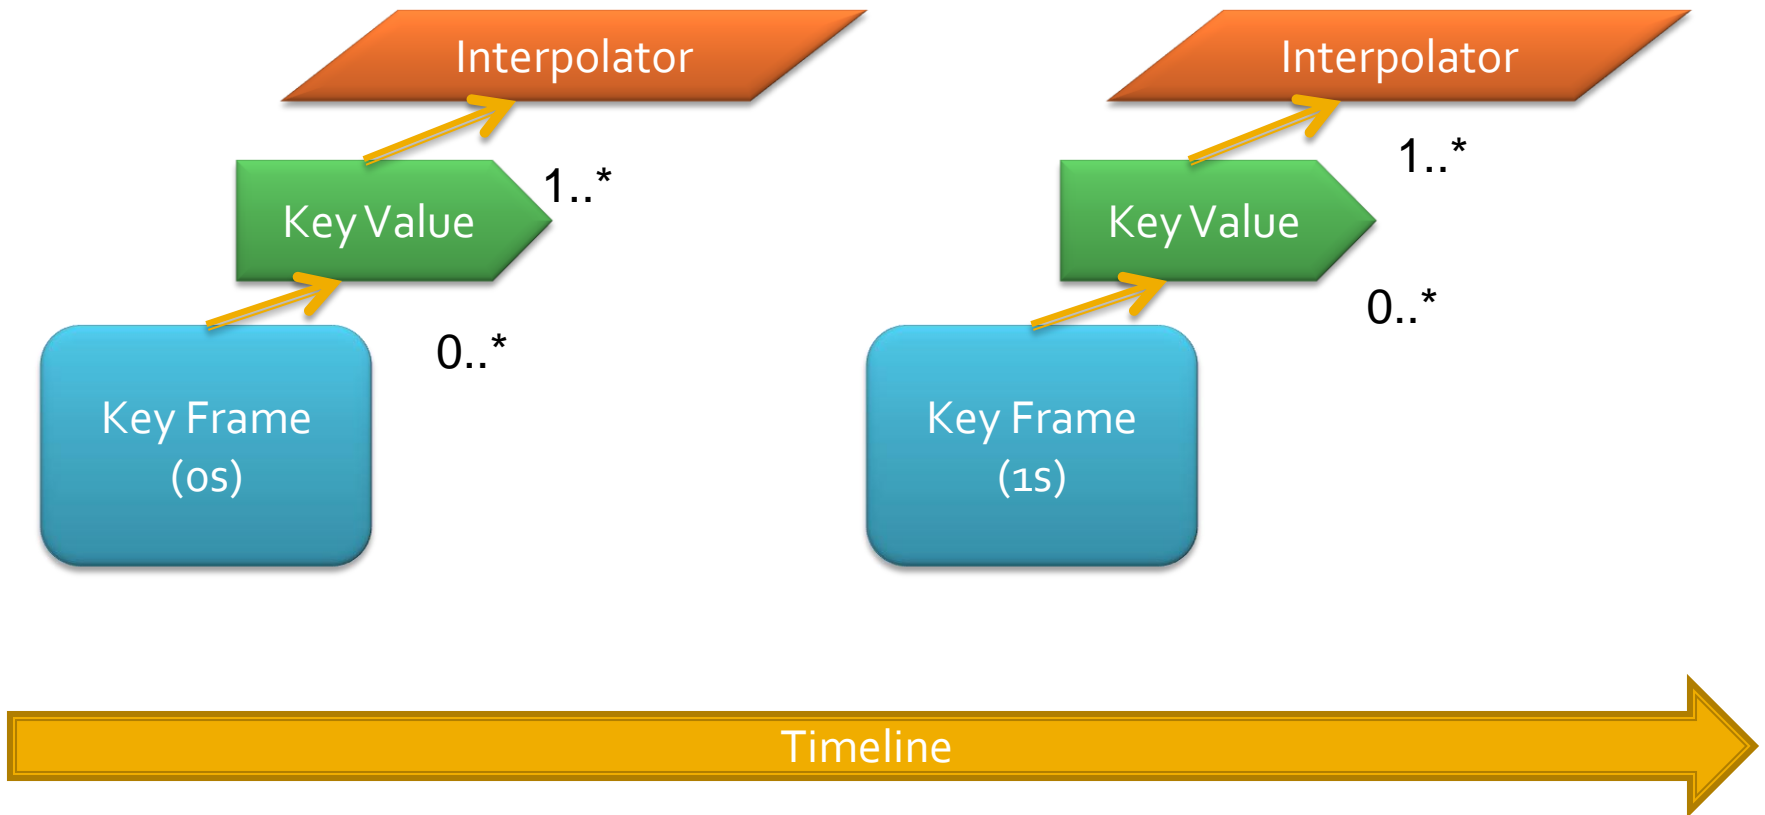 Interpolator
Interpolator
1..*
1..*
Key Value
Key Value
0..*
0..*
Key Frame
(0s)
Key Frame
(1s)
Timeline